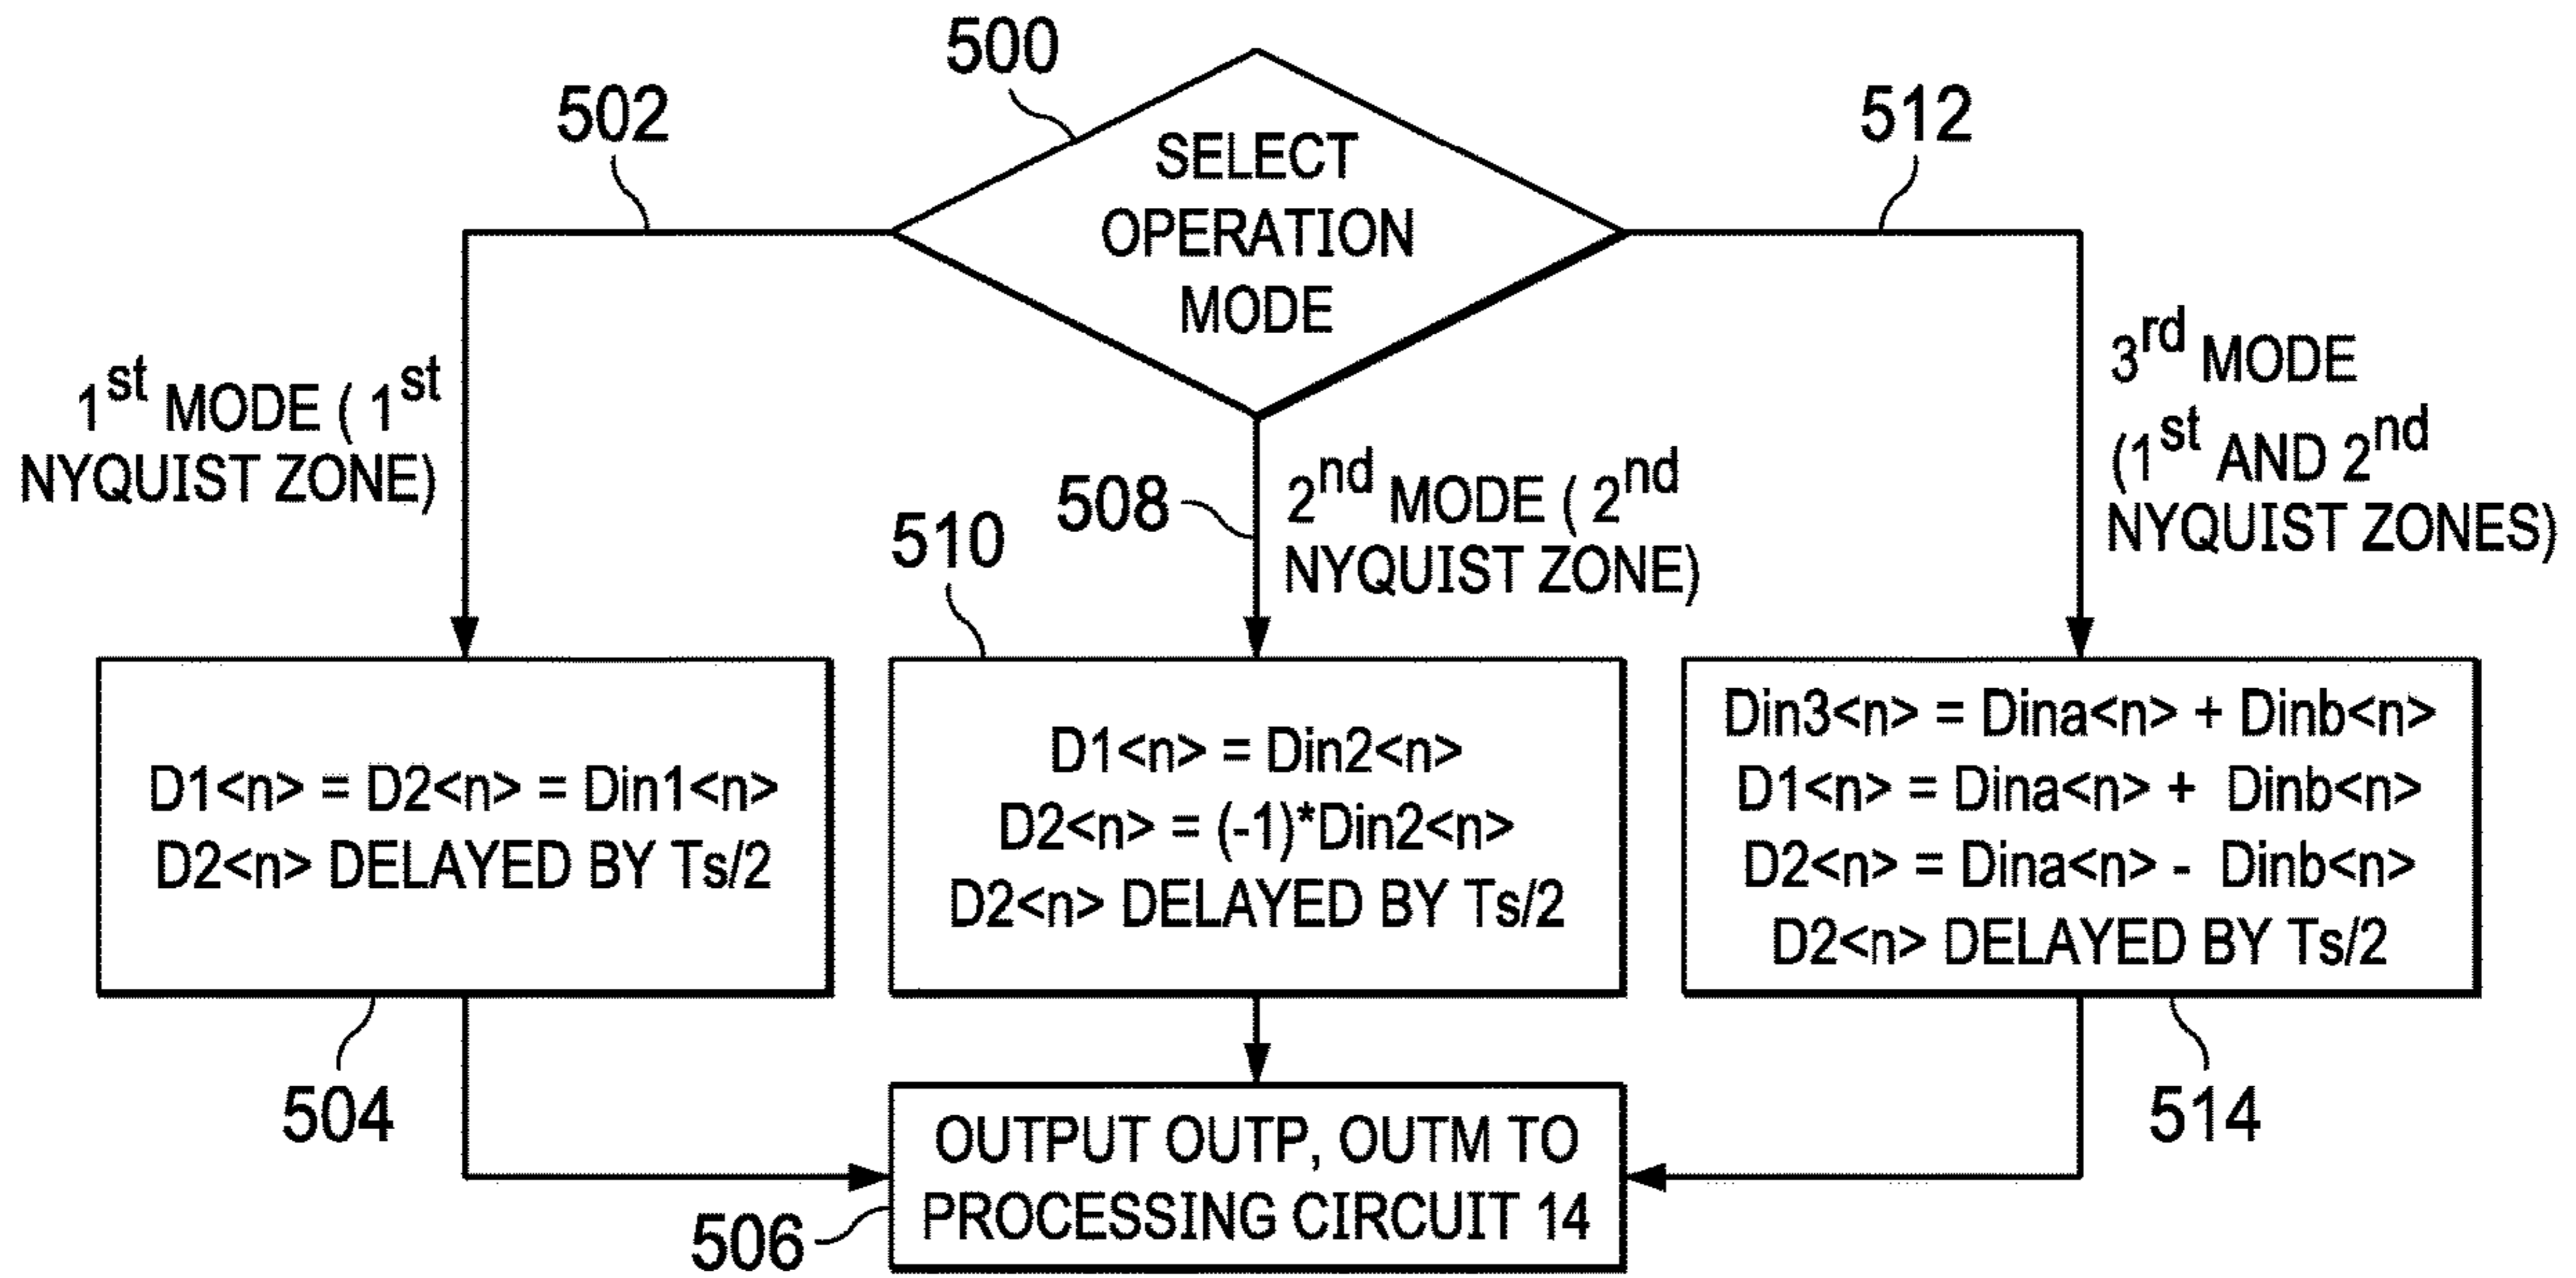 500
502
512
SELECT
OPERATION
MODE
1st MODE ( 1st
NYQUIST ZONE)
508
2nd MODE ( 2nd
NYQUIST ZONE)
3rd MODE
(1st AND 2nd
NYQUIST ZONES)
510
D1<n> = D2<n> = Din1<n>
D2<n> DELAYED BY Ts/2
D1<n> = Din2<n>
D2<n> = (-1)*Din2<n>
D2<n> DELAYED BY Ts/2
Din3<n> = Dina<n> + Dinb<n>
D1<n> = Dina<n> + Dinb<n>
D2<n> = Dina<n> - Dinb<n>
D2<n> DELAYED BY Ts/2
504
514
OUTPUT OUTP, OUTM TO
PROCESSING CIRCUIT 14
506